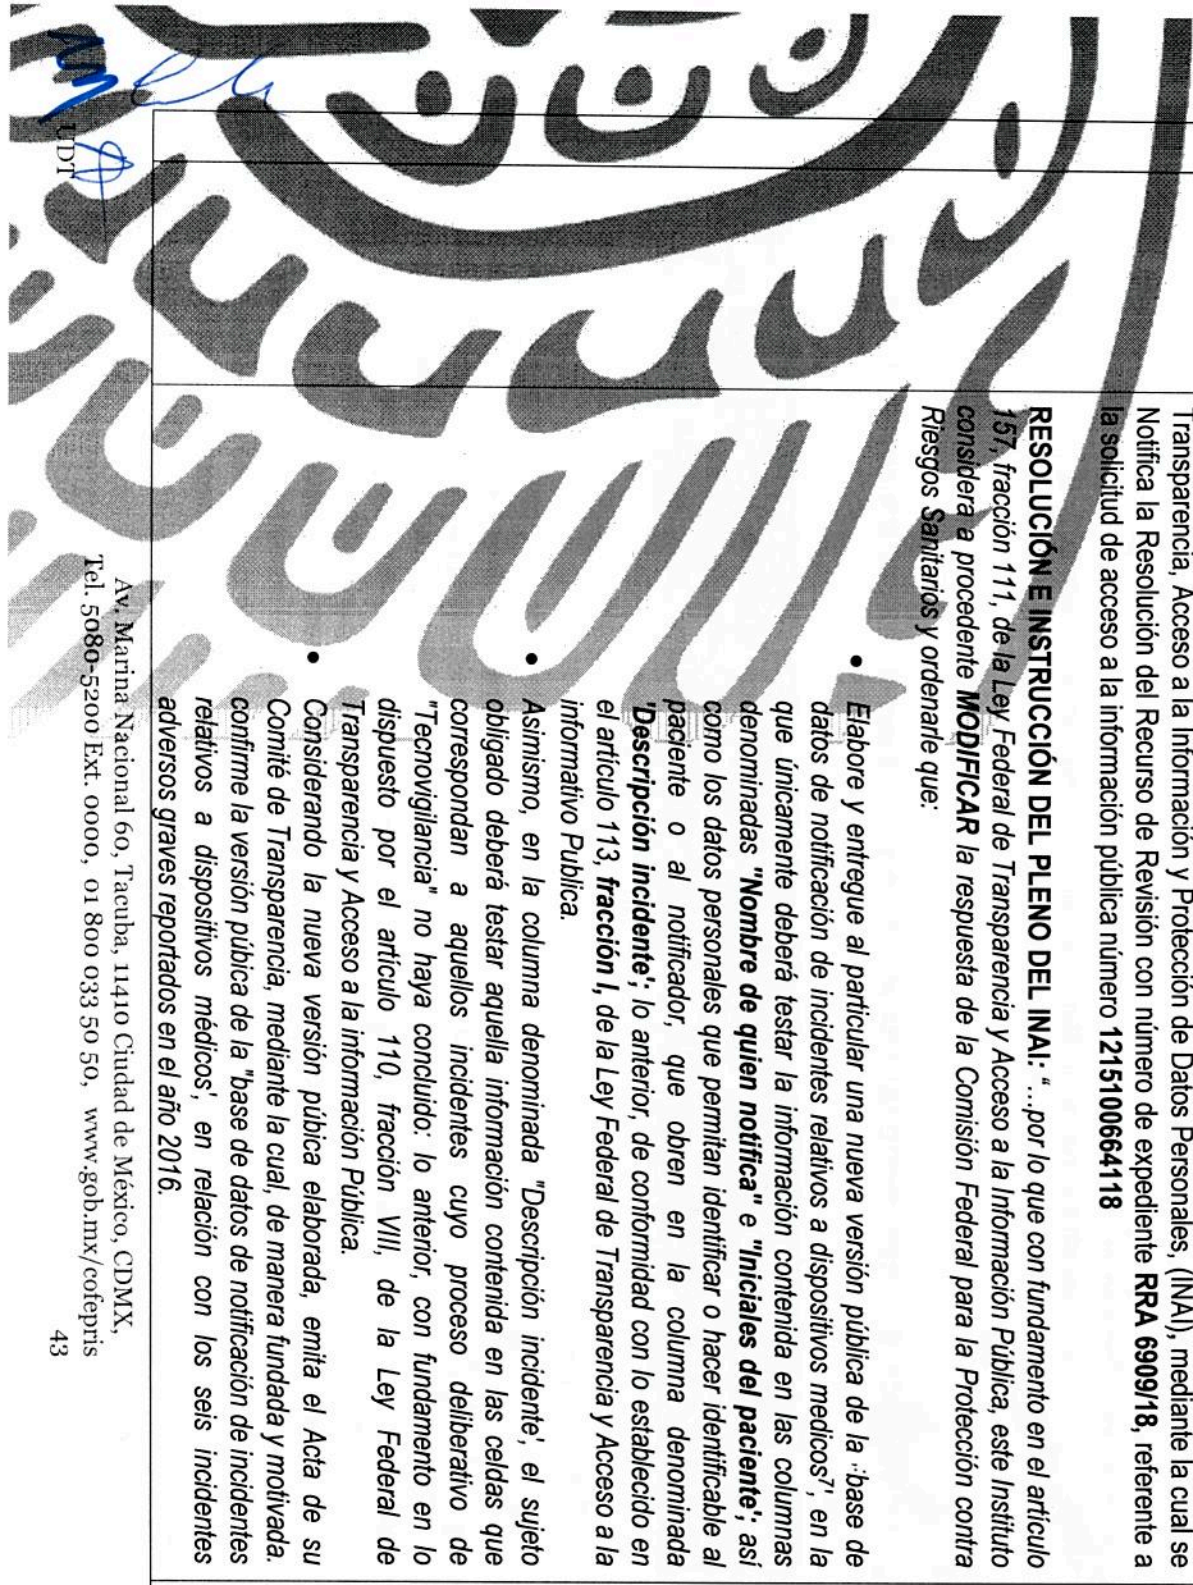 Transparencia, Acceso a la Información y Protección de Datos Personales, (INAI), mediante la cual se
Notifica la Resolución del Recurso de Revisión con número de expediente RRA 6909/18, referente a
la solicitud de acceso a la información pública número 1215100664118
RESOLUCIÓN E INSTRUCCIÓN DEL PLENO DEL INAI: "...por lo que con fundamento en el artículo
157, fracción 111, de la Ley Federal de Transparencia y Acceso a la Información Pública, este Instituto
considera a procedente MODIFICAR la respuesta de la Comisión Federal para la Protección contra
Riesgos Sanitarios y ordenarle que:
• Elabore y entregue al particular una nueva versión pública de la ·:base de
datos de notificación de incidentes relativos a dispositivos medicos7', en la
que únicamente deberá testar la información contenida en las columnas
denominadas "Nombre de quien notifica" e "Iniciales del paciente'; así
como los datos personales que permitan identificar o hacer identificable al
paciente o al notificador, que obren en la columna denominada
"Descripción incidente'; lo anterior, de conformidad con lo establecido en
el artículo 113, fracción I, de la Ley Federal de Transparencia y Acceso a la
informativo Publica.
• Asimismo, en la columna denominada "Descripción incidente', el sujeto
obligado deberá testar aquella información contenida en las celdas que
correspondan a aquellos incidentes cuyo proceso deliberativo de
"Tecnovigilancia" no haya concluido: lo anterior, con fundamento en lo
dispuesto por el artículo 110, fracción VIII, de la Ley Federal de
Transparencia y Acceso a la información Pública.
• Considerando la nueva versión púbica elaborada, emita el Acta de su
Comité de Transparencia, mediante la cual, de manera fundada y motivada.
confirme la versión púbica de la "base de datos de notificación de incidentes
relativos a dispositivos médicos', en relación con los seis incidentes
adversos graves reportados en el año 2016.
Av. Marina Nacional 60, Tacuba, 11410 Ciudad de México, CDMX,
Tel. 5080-5200 Ext. 0000, 01 800 033 50 50, www.gob.mx/cofepris
43
UDT